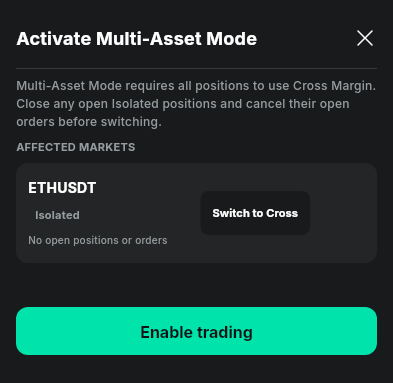 Activate Multi-Asset Mode
Multi-Asset Mode requires all positions to use Cross Margin.
Close any open Isolated positions and cancel their open
orders before switching.
AFFECTED MARKETS
ETHUSDT
Isolated
Switch to Cross
No open positions or orders
Enable trading